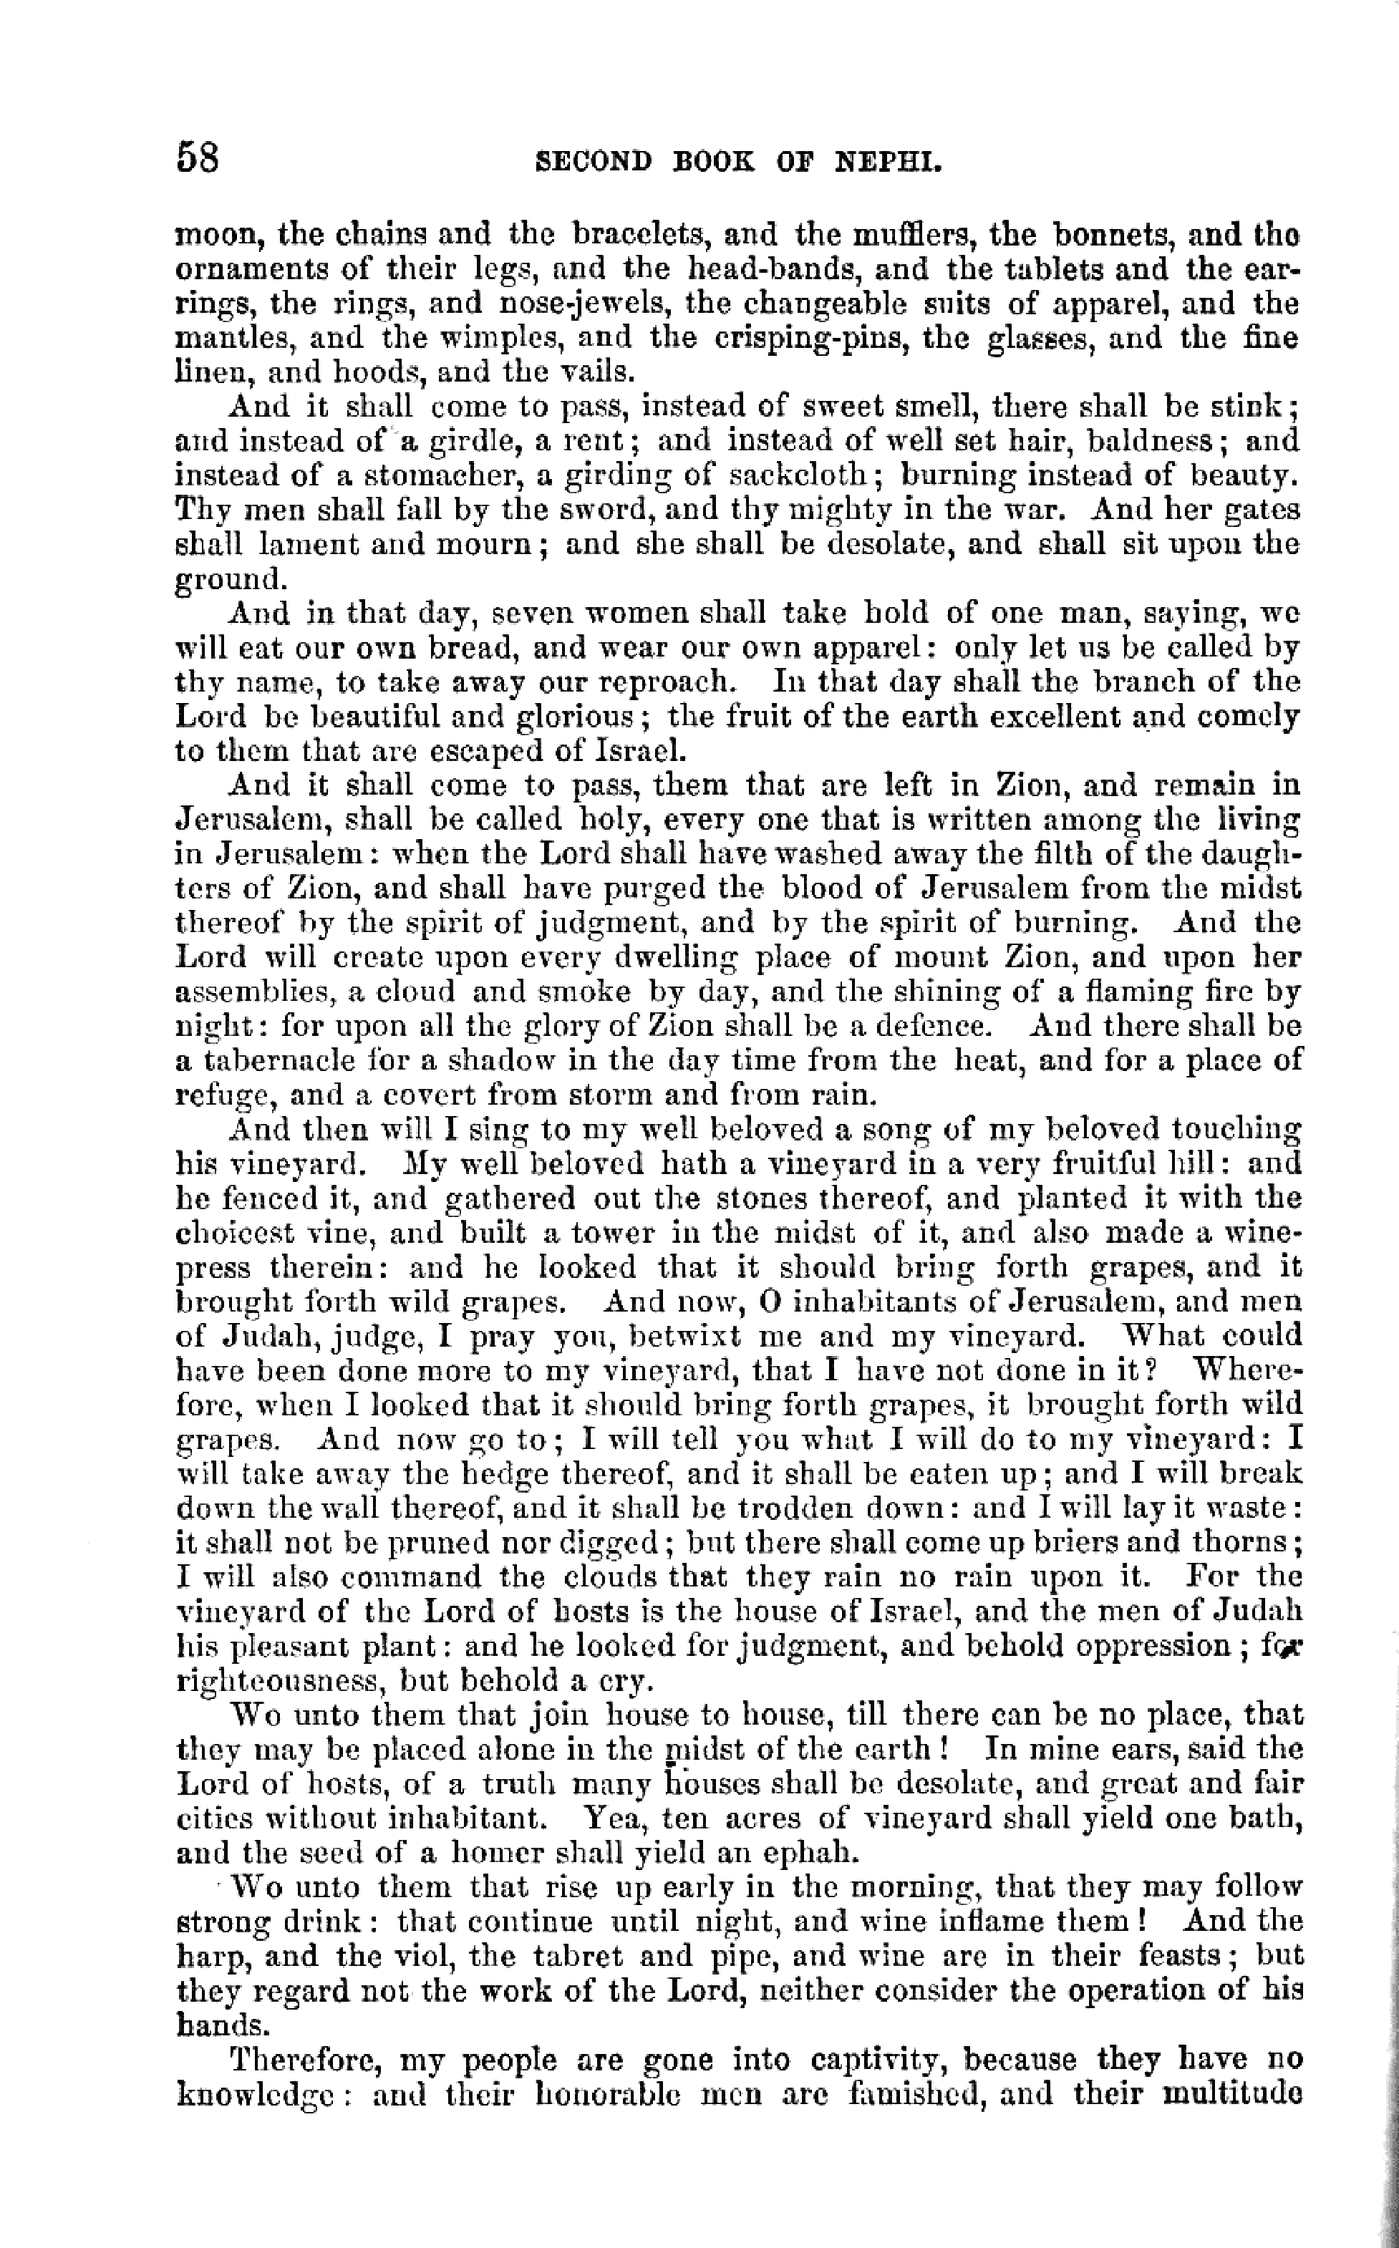 58 SECOND BOOK OF NEPHI.
moon, the chains and the bracelets, and the mufflers, the bonnets, and the
ornaments of their legs, and the head-bands, and the tablets and the ear-
rings, the rings, and nose-jewels, the changeable suits of apparel, and the
mantles, and the wimples, and the crisping-pins, the glasses, and the fine
linen, and hoods, and the vails.
And it shall come to pass, instead of sweet smell, there shall be stink;
and instead of a girdle, a rent; and instead of well set hair, baldness; and
instead of a stomacher, a girding of sackcloth; burning instead of beauty.
Thy men shall fall by the sword, and thy mighty in the war. And her gates
shall lament and mourn; and she shall be desolate, and shall sit upon the
ground.
And in that day, seven women shall take hold of one man, saying, we
will eat our own bread, and wear our own apparel: only let us be called by
thy name, to take away our reproach. In that day shall the branch of the
Lord be beautiful and glorious; the fruit of the earth excellent and comely
to them that are escaped of Israel.
And it shall come to pass, them that are left in Zion, and remain in
Jerusalem, shall be called holy, every one that is written among the living
in Jerusalem: when the Lord shall have washed away the filth of the daugh-
ters of Zion, and shall have purged the blood of Jerusalem from the midst
thereof by the spirit of judgment, and by the spirit of burning. And the
Lord will create upon every dwelling place of mount Zion, and upon her
assemblies, a cloud and smoke by day, and the shining of a flaming fire by
night: for upon all the glory of Zion shall be a defence. And there shall be
a tabernacle for a shadow in the day time from the heat, and for a place of
refuge, and a covert from storm and from rain.
And then will I sing to my well beloved a song of my beloved touching
his vineyard. My well beloved hath a vineyard in a very fruitful hill: and
he fenced it, and gathered out the stones thereof, and planted it with the
choicest vine, and built a tower in the midst of it, and also made a wine-
press therein: and he looked that it should bring forth grapes, and it
brought forth wild grapes. And now, O inhabitants of Jerusalem, and men
of Judah, judge, I pray you, betwixt me and my vineyard. What could
have been done more to my vineyard, that I have not done in it? Where-
fore, when I looked that it should bring forth grapes, it brought forth wild
grapes. And now go to; I will tell you what I will do to my vineyard: I
will take away the hedge thereof, and it shall be eaten up; and I will break
down the wall thereof, and it shall be trodden down: and I will lay it waste:
it shall not be pruned nor digged; but there shall come up briers and thorns;
I will also command the clouds that they rain no rain upon it. For the
vineyard of the Lord of hosts is the house of Israel, and the men of Judah
his pleasant plant: and he looked for judgment, and behold oppression; for
righteousness, but behold a cry.
Wo unto them that join house to house, till there can be no place, that
they may be placed alone in the midst of the earth! In mine ears, said the
Lord of hosts, of a truth many houses shall be desolate, and great and fair
cities without inhabitant. Yea, ten acres of vineyard shall yield one bath,
and the seed of a homer shall yield an ephah.
Wo unto them that rise up early in the morning, that they may follow
strong drink: that continue until night, and wine inflame them! And the
harp, and the viol, the tabret and pipe, and wine are in their feasts; but
they regard not the work of the Lord, neither consider the operation of his
hands.
Therefore, my people are gone into captivity, because they have no
knowledge: and their honorable men are famished, and their multitude